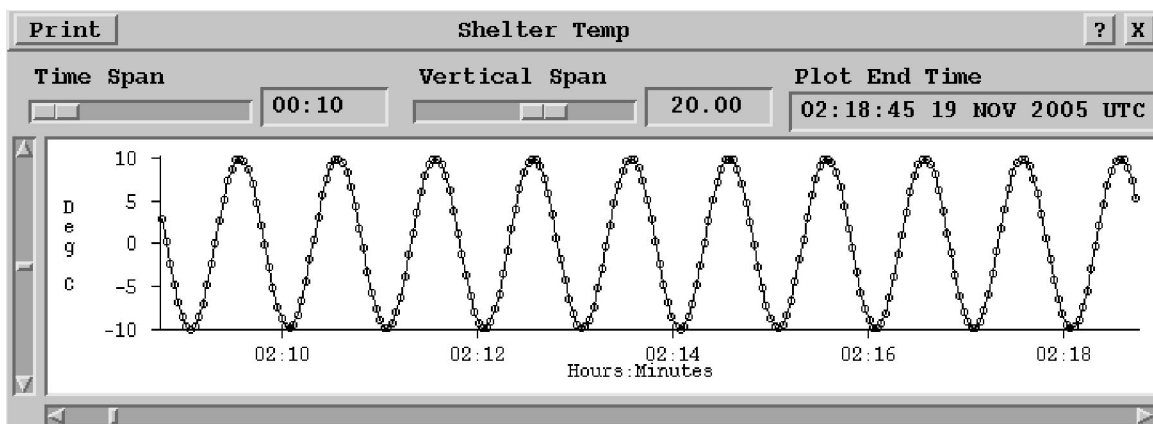 Print Shelter Temp ? X
Time Span Vertical Span Plot End Time
00:10 20.00 02:18:45 19 NOV 2005 UTC
10
5
0
-5
-10
Deg C
02:10 02:12 02:14 02:16 02:18
Hours:Minutes